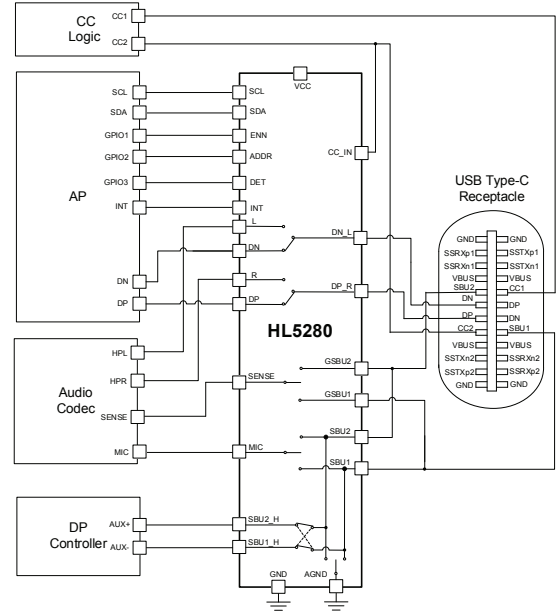 CC
Logic
CC1
CC2
AP
SCL
SDA
GPIO1
GPIO2
GPIO3
INT
DN
DP
Audio
Codec
HPL
HPR
SENSE
MIC
DP
Controller
AUX+
AUX-
HL5280
VCC
SCL
SDA
ENN
ADDR
DET
INT
L
DN
R
DP
SENSE
MIC
SBU2_H
SBU1_H
GND
AGND
CC_IN
DN_L
DP_R
GSBU2
GSBU1
SBU2
SBU1
USB Type-C
Receptacle
GND GND
SSRXp1 SSTXp1
SSRXn1 SSTXn1
VBUS VBUS
SBU2 CC1
DN DP
DP DN
CC2 SBU1
VBUS VBUS
SSTXn2 SSRXn2
SSTXp2 SSRXp2
GND GND